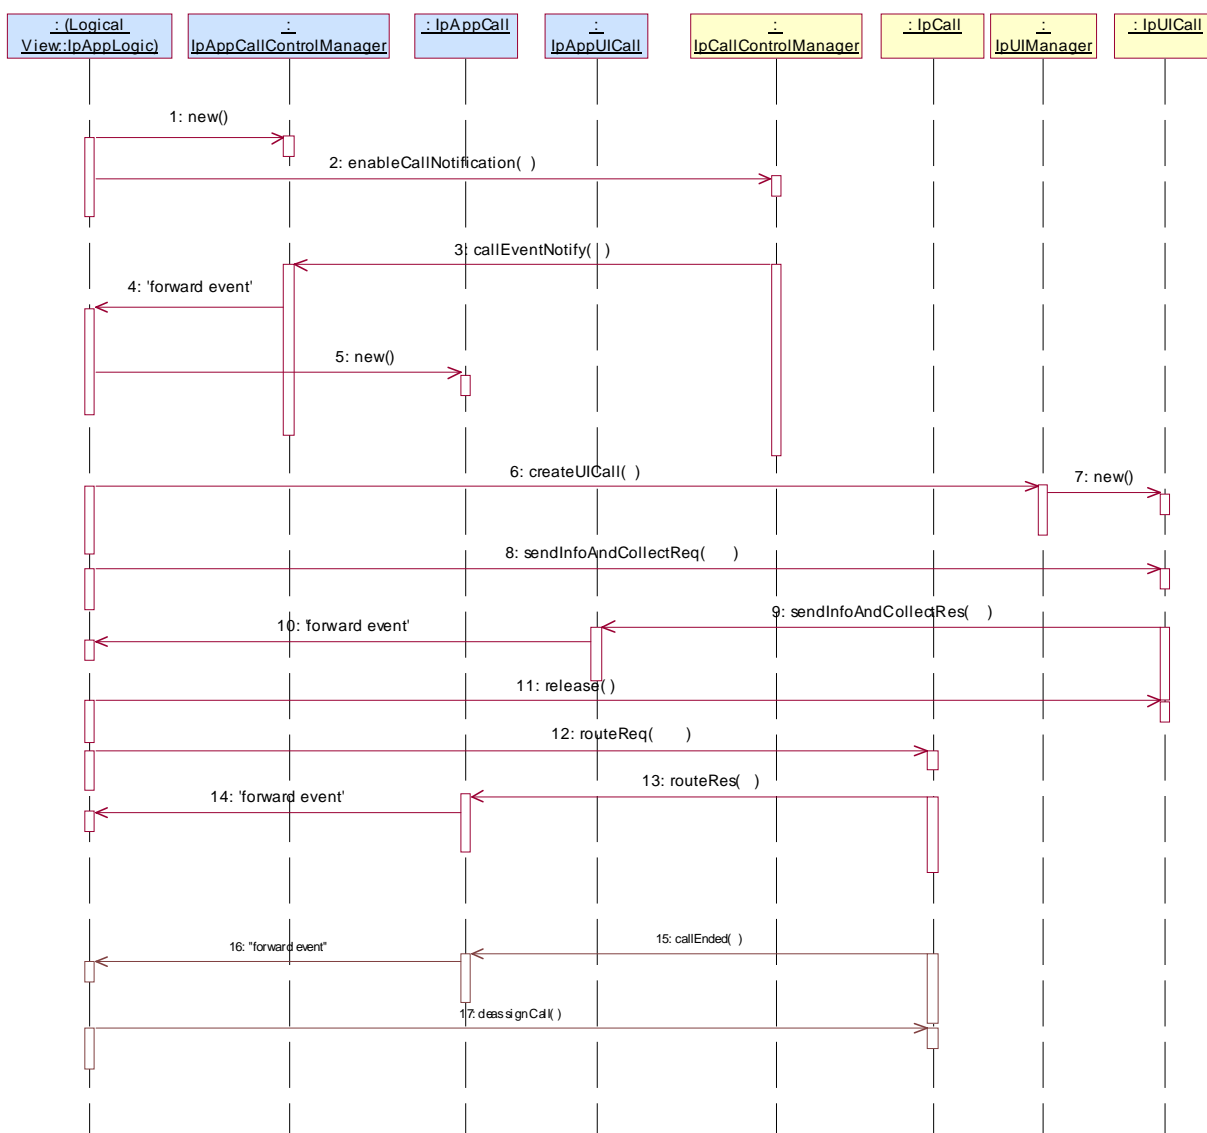 : (Logical
View::IpAppLogic)
:
IpAppCallControlManager
: IpAppCall
:
IpAppUICall
:
IpCallControlManager
: IpCall
:
IpUIManager
: IpUICall
1: new()
2: enableCallNotification( )
3: callEventNotify( )
4: 'forward event'
5: new()
6: createUICall( )
7: new()
8: sendInfoAndCollectReq( )
9: sendInfoAndCollectRes( )
10: 'forward event'
11: release( )
12: routeReq( )
13: routeRes( )
14: 'forward event'
15: callEnded( )
16: "forward event"
17: deassignCall( )